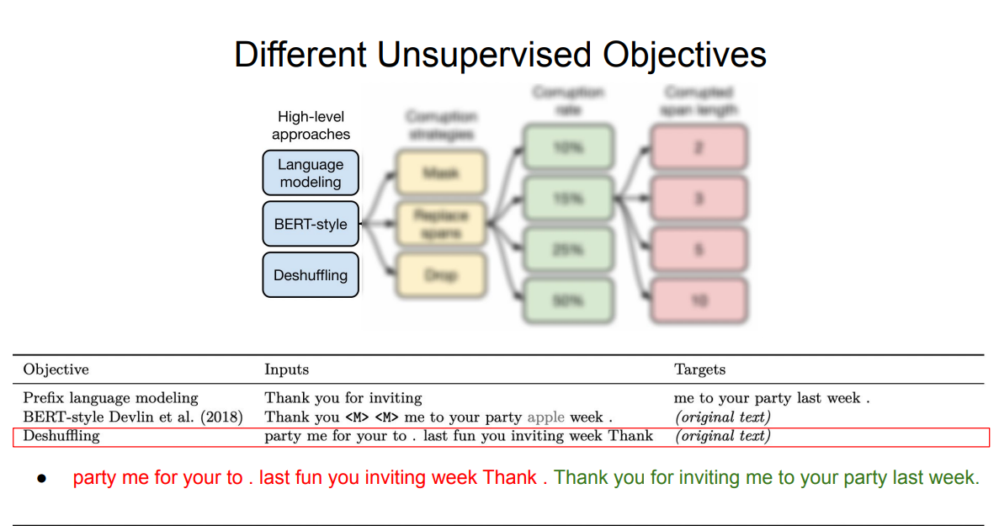 Different Unsupervised Objectives
High-level
approaches
Language
modeling
BERT-style
Deshuffling
Corruption
strategies
Mask
Replace
spans
Drop
Corruption
rate
10%
15%
25%
50%
Corrupted
span length
2
3
5
10
Objective Inputs Targets
Prefix language modeling Thank you for inviting me to your party last week .
BERT-style Devlin et al. (2018) Thank you <M> <M> me to your party apple week . (original text)
Deshuffling party me for your to . last fun you inviting week Thank (original text)
● party me for your to . last fun you inviting week Thank . Thank you for inviting me to your party last week.